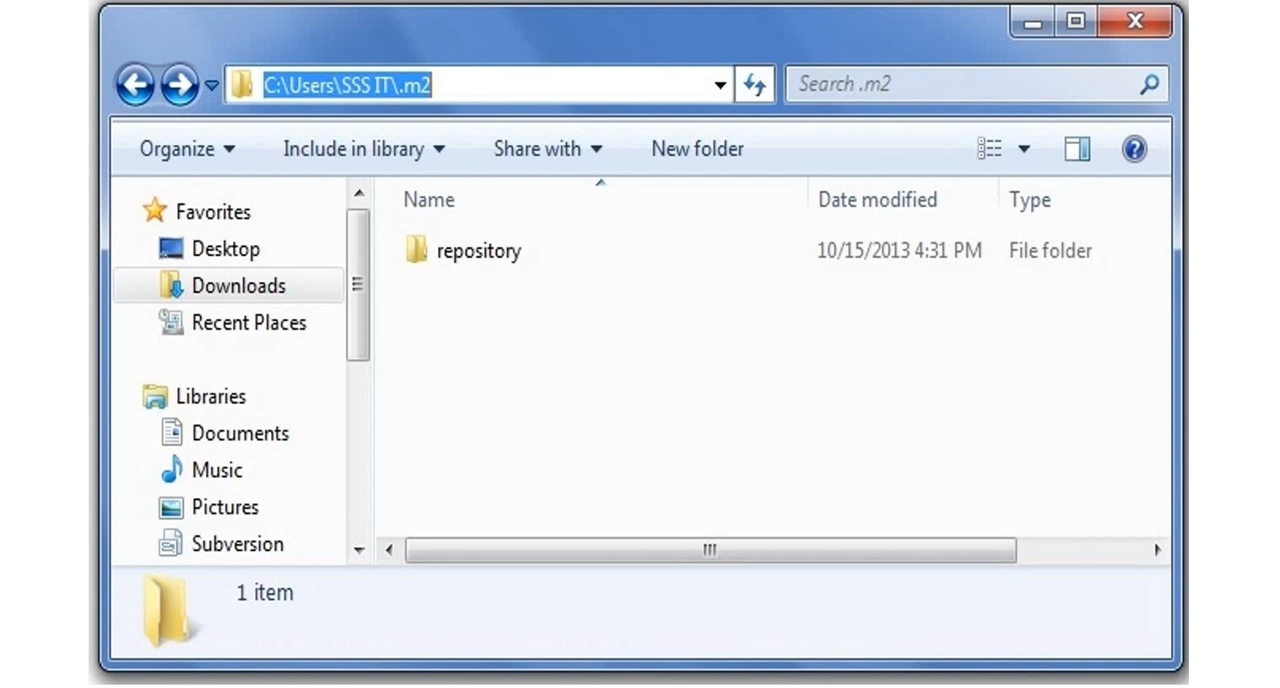 C:\Users\SSS IT\.m2
Search .m2
Organize Include in library Share with New folder
Name Date modified Type
repository 10/15/2013 4:31 PM File folder
Favorites
Desktop
Downloads
Recent Places
Libraries
Documents
Music
Pictures
Subversion
1 item